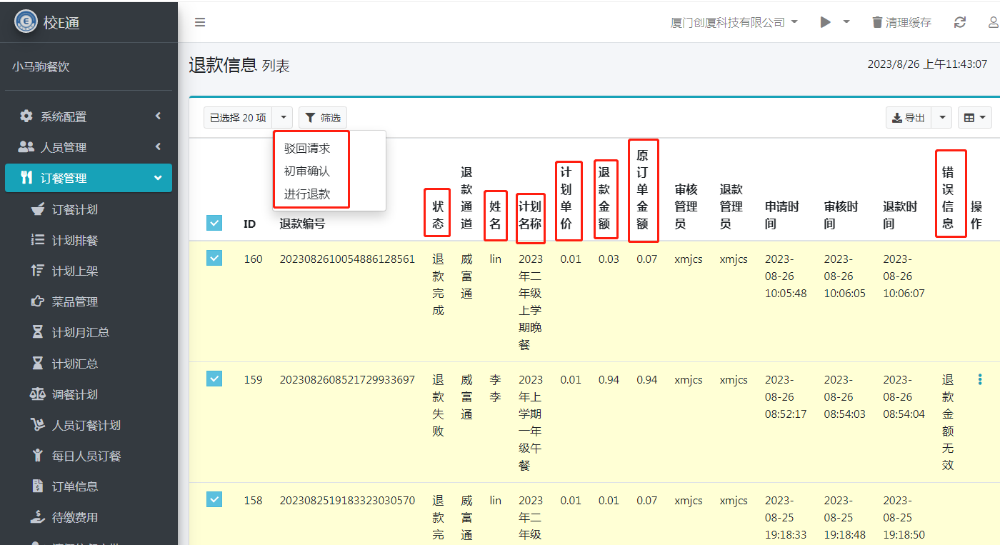 校E通
厦门创厦科技有限公司
清理缓存
小马驹餐饮
系统配置
人员管理
订餐管理
订餐计划
计划排餐
计划上架
菜品管理
计划月汇总
计划汇总
调餐计划
人员订餐计划
每日人员订餐
订单信息
待缴费用
退款信息 列表
2023/8/26 上午11:43:07
已选择 20 项
筛选
导出
驳回请求
初审确认
进行退款
ID
退款编号
状
态
退
款
通
道
姓
名
计划
名称
计
划
单
价
退
款
金
额
原
订
单
金
额
审核
管理
员
退款
管理
员
申请时
间
审核时
间
退款时
间
错
误
信
息
操
作
160
2023082610054886128561
退
款
完
成
威
富
通
lin
2023
年二
年级
上学
期晚
餐
0.01
0.03
0.07
xmjcs
xmjcs
2023-
08-26
10:05:48
2023-
08-26
10:06:05
2023-
08-26
10:06:07
159
2023082608521729933697
退
款
失
败
威
富
通
李
李
2023
年上
学期
一年
级午
餐
0.01
0.94
0.94
xmjcs
xmjcs
2023-
08-26
08:52:17
2023-
08-26
08:54:03
2023-
08-26
08:54:04
退
款
金
额
无
效
158
2023082519183323030570
退
款
完
威
富
通
lin
2023
年二
年级
0.01
0.01
0.07
xmjcs
xmjcs
2023-
08-25
19:18:33
2023-
08-25
19:18:48
2023-
08-25
19:18:50